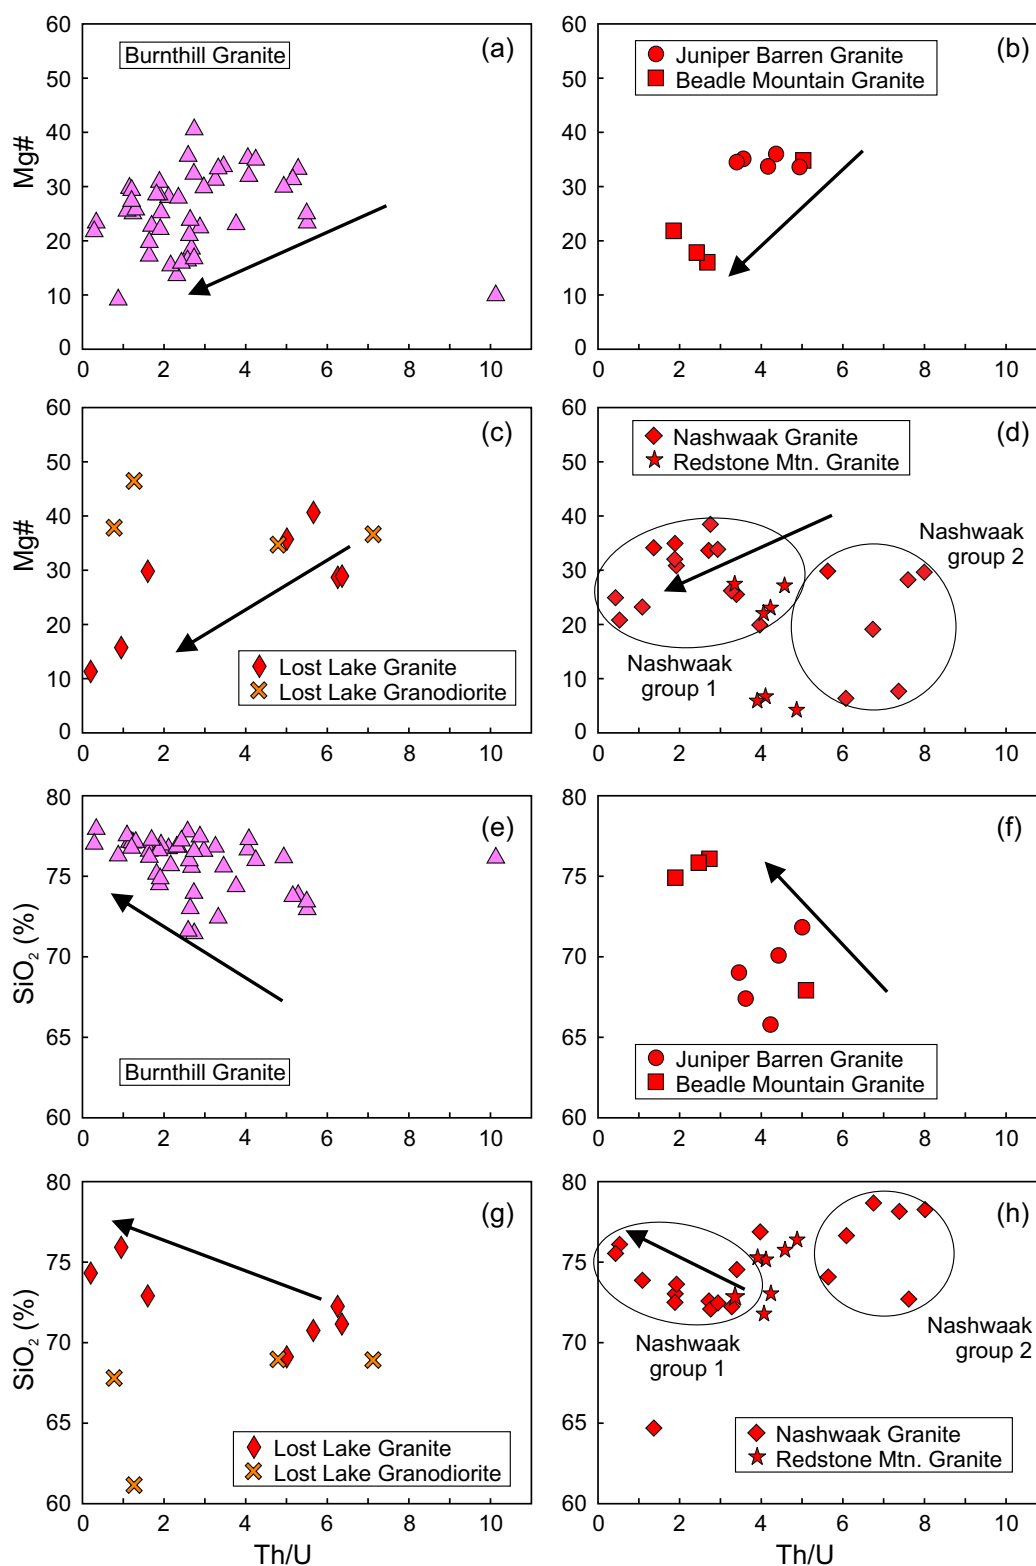 60
50
40
30
20
10
0
Mg#
Burnthill Granite
(a)
0
2
4
6
8
10
60
50
40
30
20
10
0
Juniper Barren Granite
Beadle Mountain Granite
(b)
0
2
4
6
8
10
60
50
40
30
20
10
0
Mg#
(c)
Lost Lake Granite
Lost Lake Granodiorite
0
2
4
6
8
10
60
50
40
30
20
10
0
Nashwaak Granite
Redstone Mtn. Granite
(d)
Nashwaak
group 2
Nashwaak
group 1
0
2
4
6
8
10
80
75
70
65
60
SiO₂ (%)
(e)
Burnthill Granite
0
2
4
6
8
10
80
75
70
65
60
(f)
Juniper Barren Granite
Beadle Mountain Granite
0
2
4
6
8
10
80
75
70
65
60
SiO₂ (%)
(g)
Lost Lake Granite
Lost Lake Granodiorite
0
2
4
6
8
10
Th/U
80
75
70
65
60
(h)
Nashwaak
group 1
Nashwaak
group 2
Nashwaak Granite
Redstone Mtn. Granite
0
2
4
6
8
10
Th/U